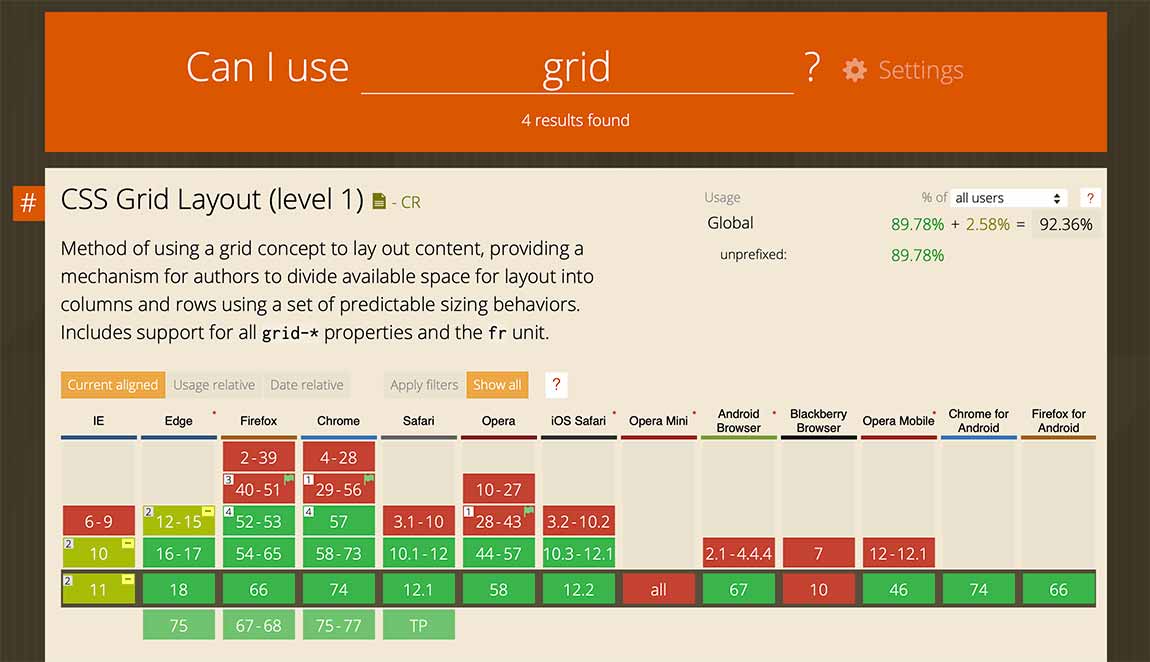 Can I use grid ? Settings
4 results found
#
CSS Grid Layout (level 1) - CR
Usage % of all users ?
Global 89.78% + 2.58% = 92.36%
unprefixed: 89.78%
Method of using a grid concept to lay out content, providing a
mechanism for authors to divide available space for layout into
columns and rows using a set of predictable sizing behaviors.
Includes support for all grid-* properties and the fr unit.
Current aligned Usage relative Date relative Apply filters Show all ?
IE Edge * Firefox Chrome Safari Opera iOS Safari * Opera Mini * Android Browser * Blackberry Browser Opera Mobile * Chrome for Android Firefox for Android
2-39 4-28
3 40-51 1 29-56 10-27
6-9 2 12-15 4 52-53 4 57 3.1-10 1 28-43 3.2-10.2
2 10 16-17 54-65 58-73 10.1-12 44-57 10.3-12.1 2.1-4.4.4 7 12-12.1
2 11 18 66 74 12.1 58 12.2 all 67 10 46 74 66
75 67-68 75-77 TP